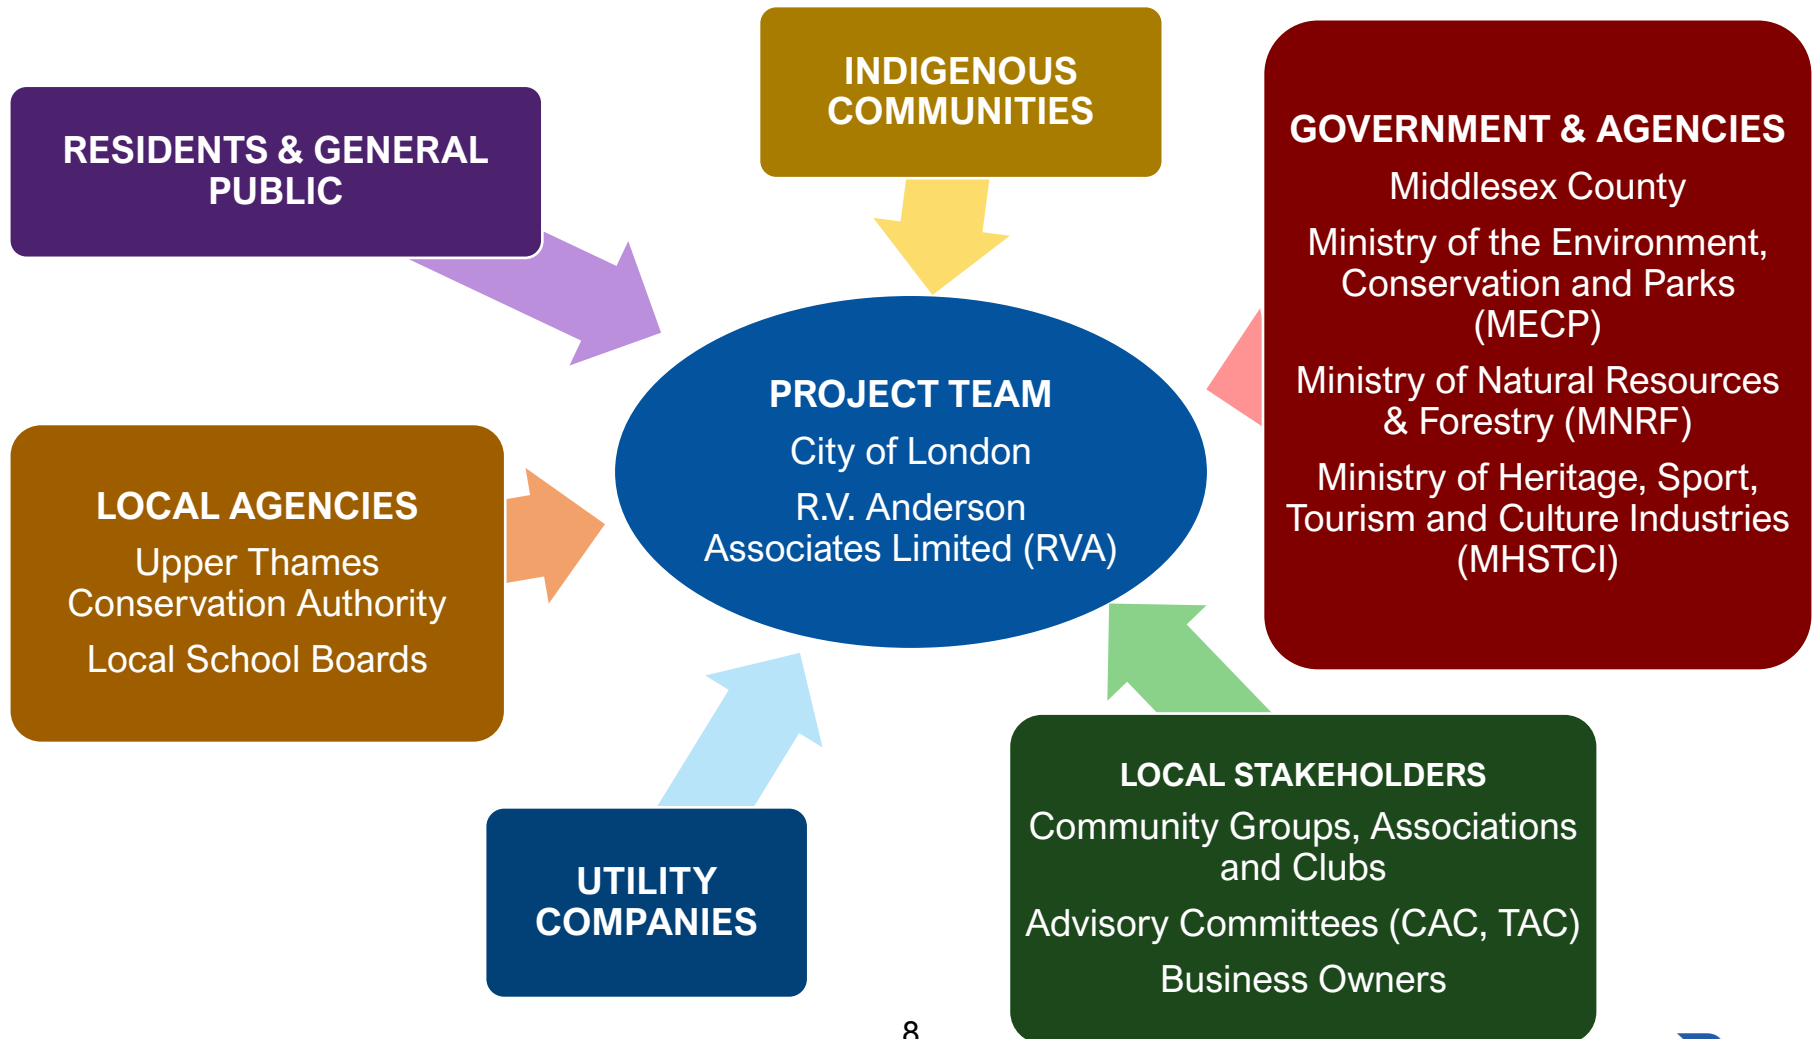 INDIGENOUS
COMMUNITIES
RESIDENTS & GENERAL
PUBLIC
GOVERNMENT & AGENCIES
Middlesex County
Ministry of the Environment,
Conservation and Parks
(MECP)
Ministry of Natural Resources
& Forestry (MNRF)
Ministry of Heritage, Sport,
Tourism and Culture Industries
(MHSTCI)
PROJECT TEAM
City of London
R.V. Anderson
Associates Limited (RVA)
LOCAL AGENCIES
Upper Thames
Conservation Authority
Local School Boards
UTILITY
COMPANIES
LOCAL STAKEHOLDERS
Community Groups, Associations
and Clubs
Advisory Committees (CAC, TAC)
Business Owners
8